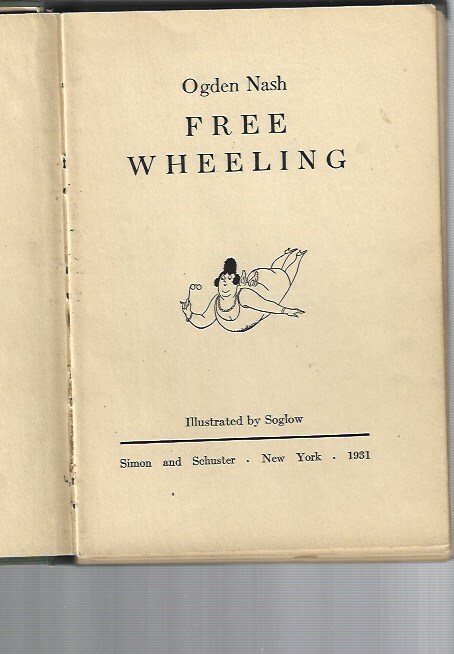 Ogden Nash
FREE
WHEELING
Illustrated by Soglow
Simon and Schuster . New York . 1931